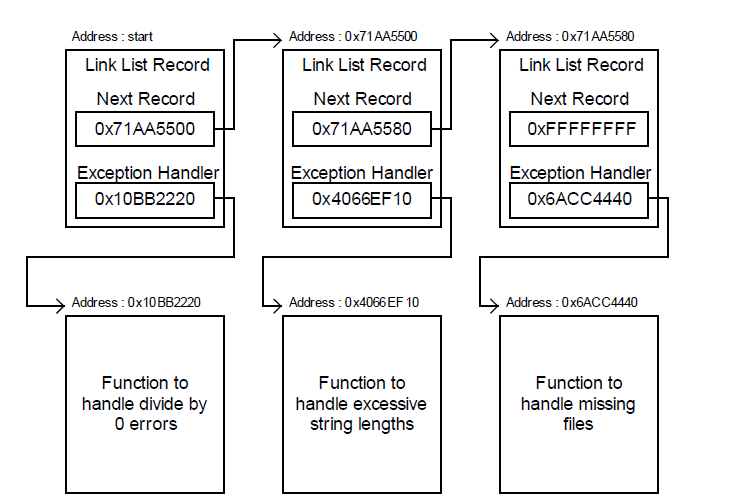 Address : start
Link List Record
Next Record
0x71AA5500
Exception Handler
0x10BB2220
Address : 0x71AA5500
Link List Record
Next Record
0x71AA5580
Exception Handler
0x4066EF10
Address : 0x71AA5580
Link List Record
Next Record
0xFFFFFFFF
Exception Handler
0x6ACC4440
Address : 0x10BB2220
Function to
handle divide by
0 errors
Address : 0x4066EF10
Function to
handle excessive
string lengths
Address : 0x6ACC4440
Function to
handle missing
files